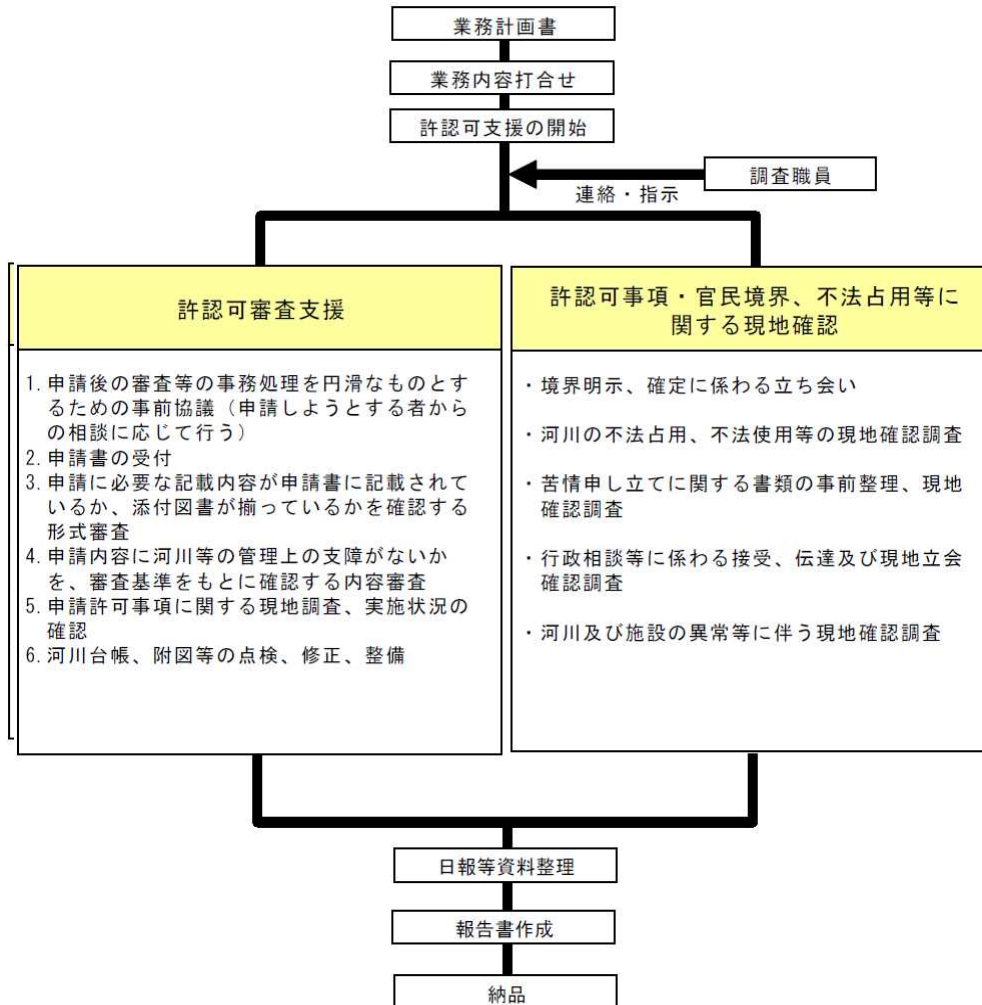 業務計画書
業務内容打合せ
許認可支援の開始
調査職員
連絡・指示
許認可審査支援
1. 申請後の審査等の事務処理を円滑なものとす
るための事前協議（申請しようとする者から
の相談に応じて行う）
2. 申請書の受付
3. 申請に必要な記載内容が申請書に記載されて
いるか、添付図書が揃っているかを確認する
形式審査
4. 申請内容に河川等の管理上の支障がないか
を、審査基準をもとに確認する内容審査
5. 申請許可事項に関する現地調査、実施状況の
確認
6. 河川台帳、附図等の点検、修正、整備
許認可事項・官民境界、不法占用等に
関する現地確認
・境界明示、確定に係わる立ち会い
・河川の不法占用、不法使用等の現地確認調査
・苦情申し立てに関する書類の事前整理、現地
確認調査
・行政相談等に係わる接受、伝達及び現地立会
確認調査
・河川及び施設の異常等に伴う現地確認調査
日報等資料整理
報告書作成
納品